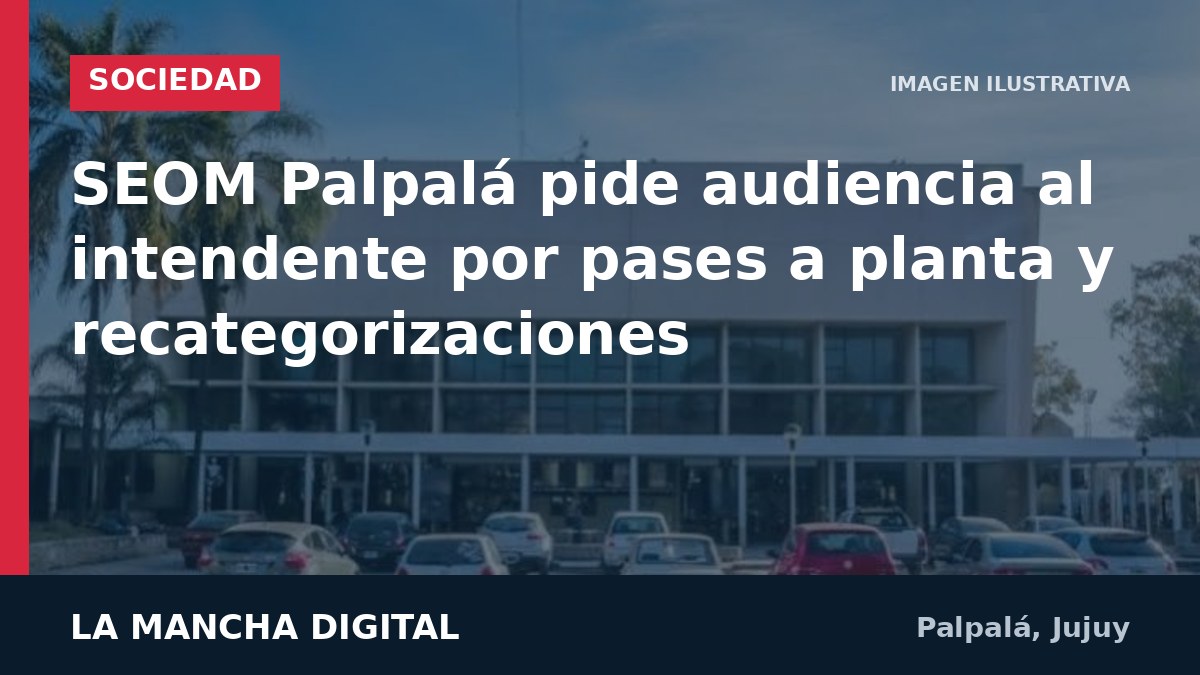 SOCIEDAD
IMAGEN ILUSTRATIVA
SEOM Palpalá pide audiencia al
intendente por pases a planta y
recategorizaciones
LA MANCHA DIGITAL
Palpalá, Jujuy